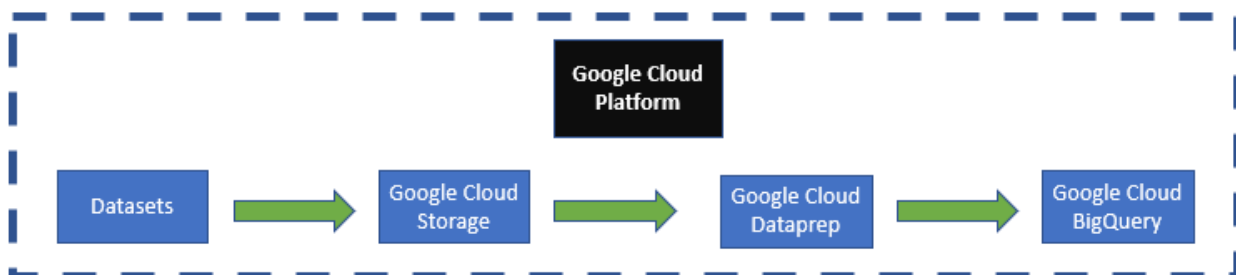 Google Cloud
Platform
Datasets
Google Cloud
Storage
Google Cloud
Dataprep
Google Cloud
BigQuery